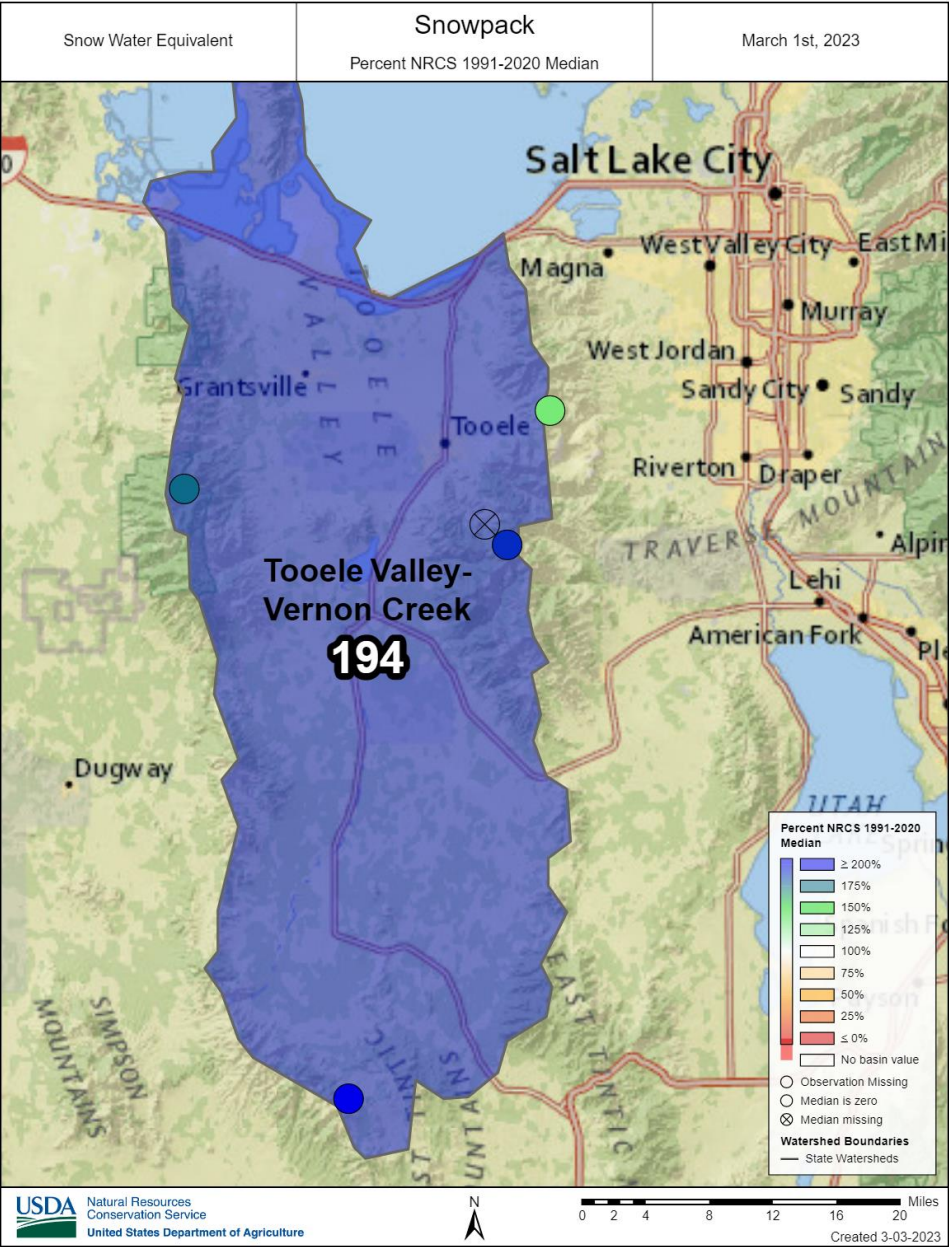 Snow Water Equivalent
Snowpack
Percent NRCS 1991-2020 Median
March 1st, 2023
0
Salt Lake City
West Valley City
East Mi
Magna
Murray
West Jordan
Sandy City
Sandy
TOOELE
VALLEY
Grantsville
Tooele
Riverton
Draper
TRAVERSE MOUNTAIN
Alpin
Tooele Valley-
Vernon Creek
194
Lehi
American Fork
Ple
Dugway
UTAH
Percent NRCS 1991-2020
Median
≥ 200%
175%
150%
125%
100%
75%
50%
25%
≤ 0%
No basin value
Observation Missing
Median is zero
Median missing
Watershed Boundaries
State Watersheds
EAST TINTIC
SIMPSON
MOUNTAINS
USDA
Natural Resources
Conservation Service
United States Department of Agriculture
N
0 2 4 8 12 16 20
Miles
Created 3-03-2023